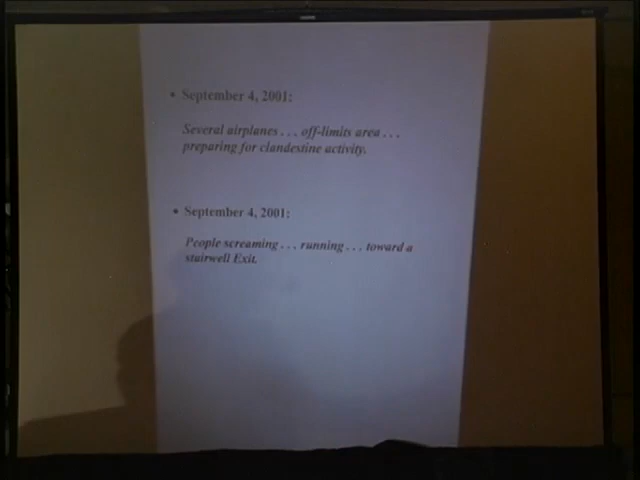 • September 4, 2001:
Several airplanes . . . off-limits area . . .
preparing for clandestine activity.
• September 4, 2001:
People screaming . . . running . . . toward a
stairwell Exit.